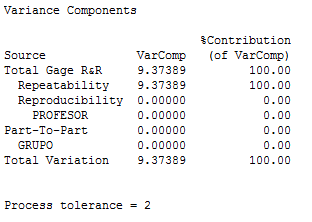 Variance Components
%Contribution
Source VarComp (of VarComp)
Total Gage R&R 9.37389 100.00
Repeatability 9.37389 100.00
Reproducibility 0.00000 0.00
PROFESOR 0.00000 0.00
Part-To-Part 0.00000 0.00
GRUPO 0.00000 0.00
Total Variation 9.37389 100.00
Process tolerance = 2